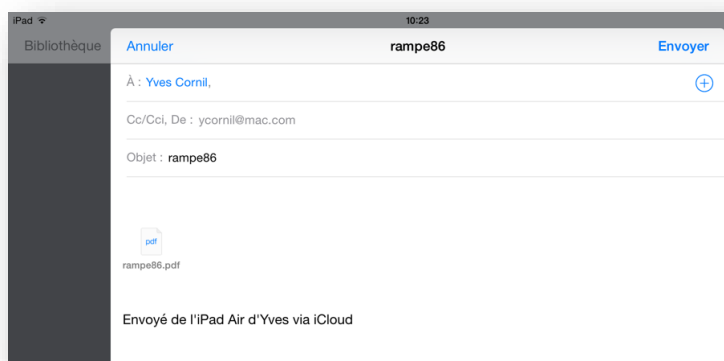 iPad 10:23
Bibliothèque Annuler rampe86 Envoyer
À : Yves Cornil,
Cc/Cci, De : ycornil@mac.com
Objet : rampe86
pdf
rampe86.pdf
Envoyé de l'iPad Air d'Yves via iCloud